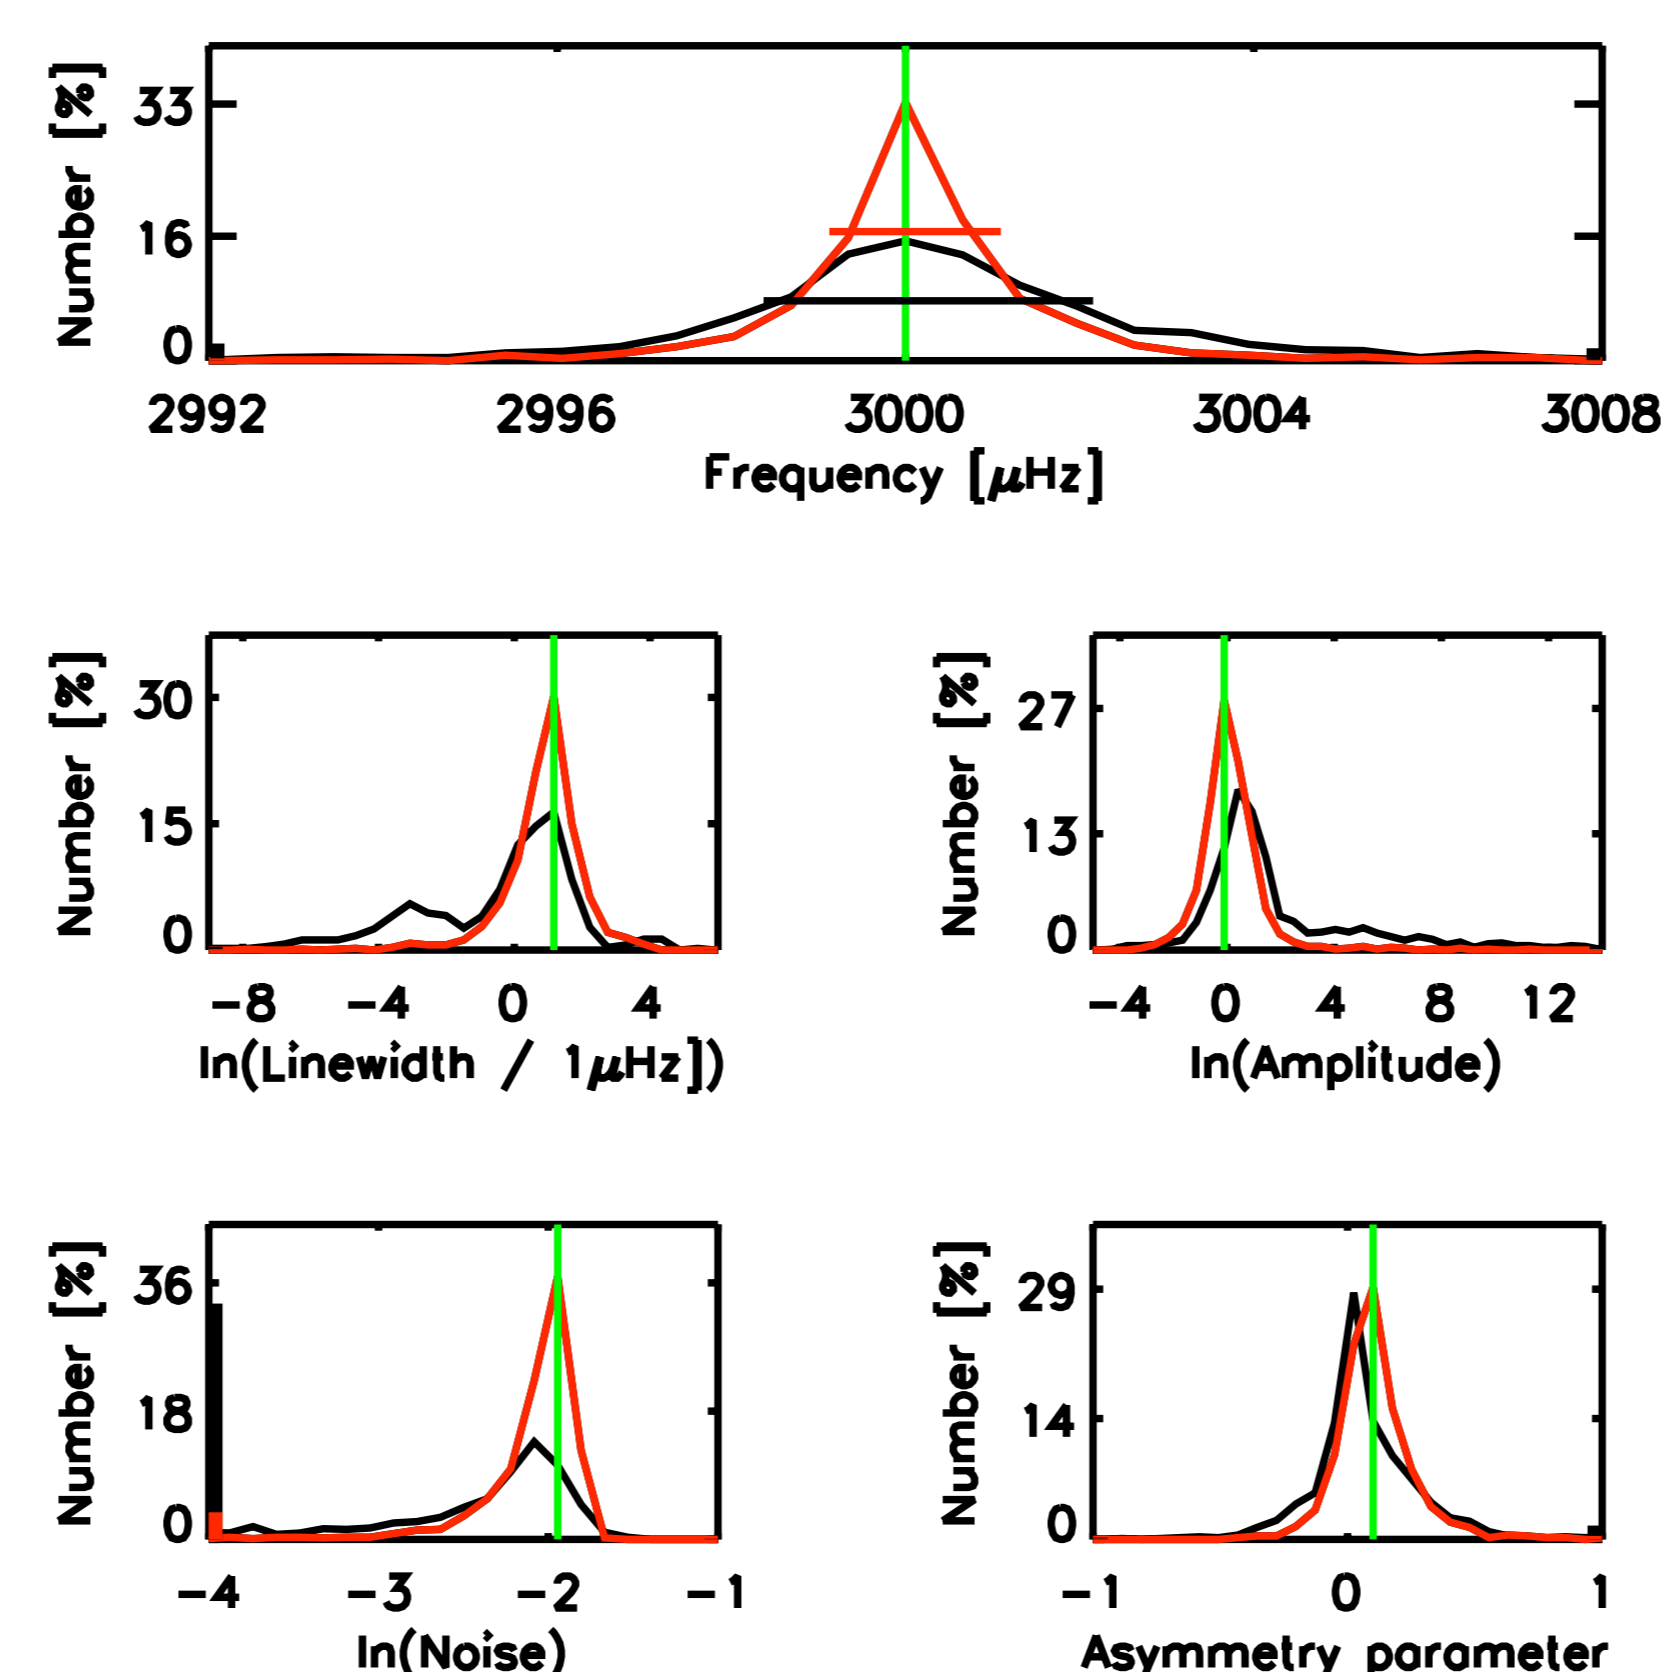 Number [%]
33
16
0
2992 2996 3000 3004 3008
Frequency [μHz]
Number [%]
30
15
0
−8 −4 0 4
ln(Linewidth / 1μHz])
Number [%]
27
13
0
−4 0 4 8 12
ln(Amplitude)
Number [%]
36
18
0
−4 −3 −2 −1
ln(Noise)
Number [%]
29
14
0
−1 0 1
Asymmetry parameter